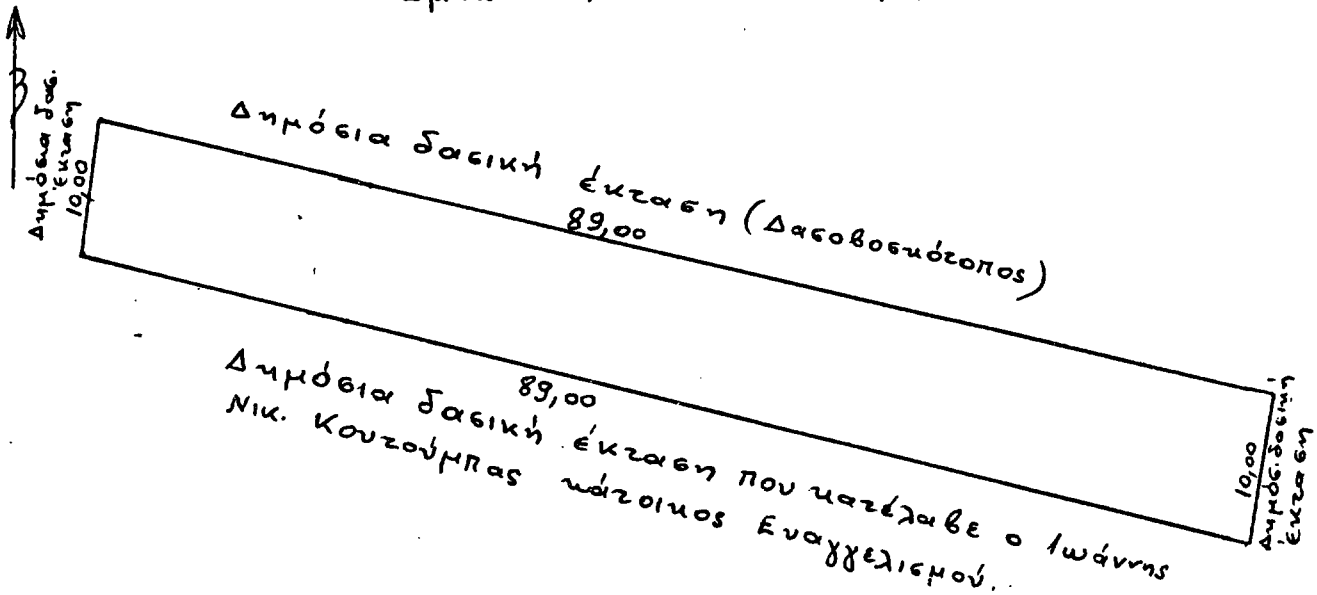 Β
Δημόσια δασ.
έκταση
10,00
Δημόσια δασική έκταση (Δασοβοσκότοπος)
89,00
89,00
Δημόσια δασική έκταση που κατέλαβε ο Ιωάννης
Νικ. Κουτούμπας κάτοικος Ευαγγελισμού.
10,00
Δημόσ. δασική
έκταση